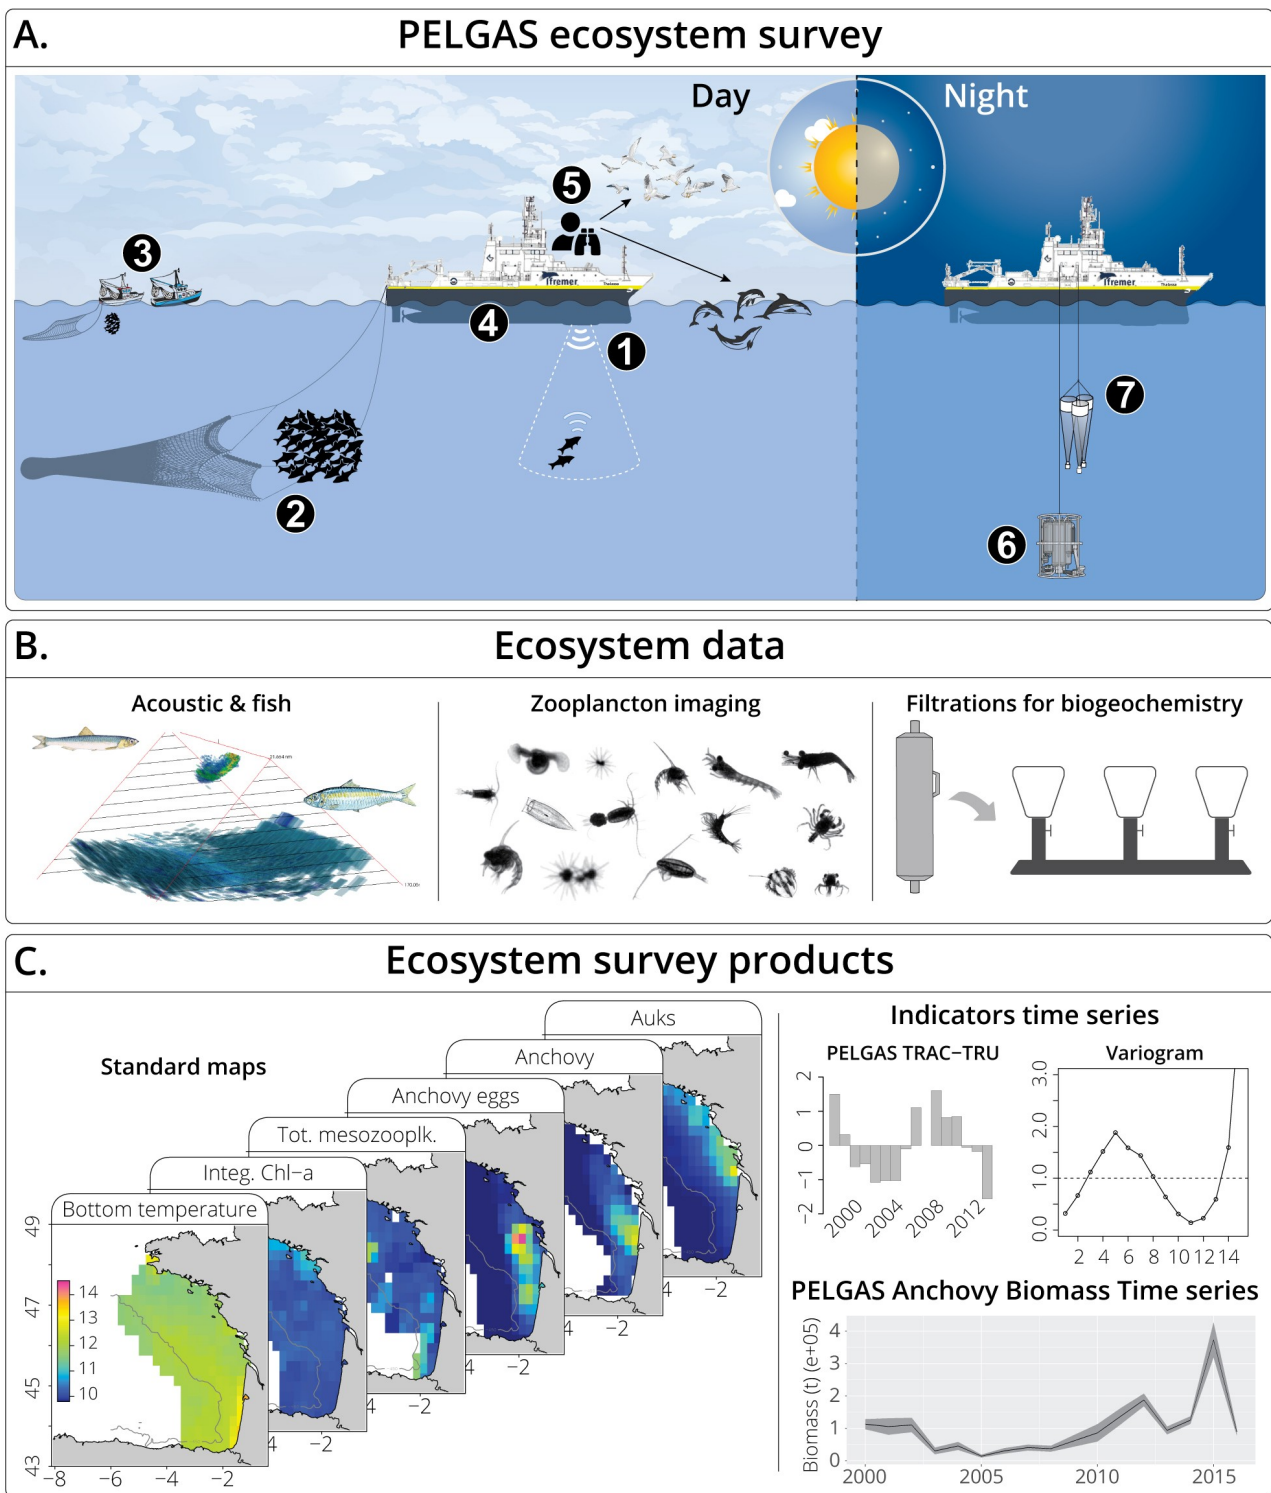 A.
PELGAS ecosystem survey
Day
Night
5
3
4
1
2
7
6
Ifremer
Thalassa
Ifremer
Thalassa
B.
Ecosystem data
Acoustic & fish
Zooplancton imaging
Filtrations for biogeochemistry
C.
Ecosystem survey products
Standard maps
Auks
Anchovy
Anchovy eggs
Tot. mesozooplk.
Integ. Chl-a
Bottom temperature
49
47
45
43
14
13
12
11
10
-8 -6 -4 -2
4 -2
4 -2
4 -2
4 -2
4 -2
Indicators time series
PELGAS TRAC-TRU
2
1
0
-1
-2
2000 2004 2008 2012
Variogram
3.0
2.0
1.0
0.0
2 4 6 8 10 12 14
PELGAS Anchovy Biomass Time series
Biomass (t) (e+05)
4
3
2
1
0
2000 2005 2010 2015